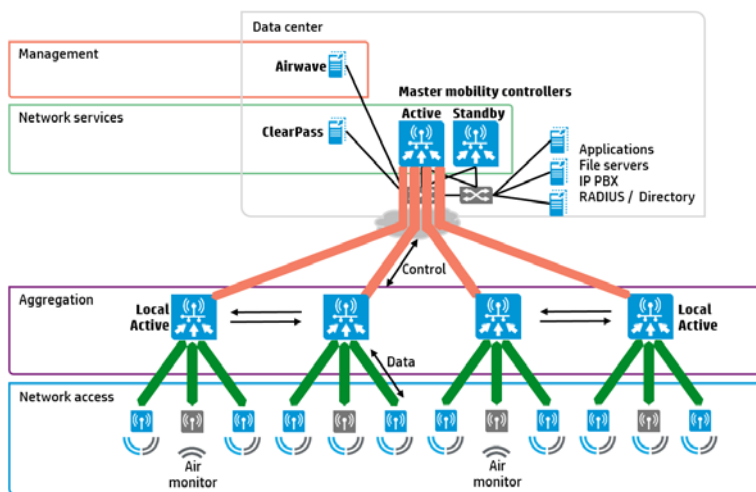 Data center
Management
Airwave
Master mobility controllers
Active Standby
Network services
ClearPass
Applications
File servers
IP PBX
RADIUS / Directory
Control
Aggregation
Local
Active
Local
Active
Data
Network access
Air
monitor
Air
monitor